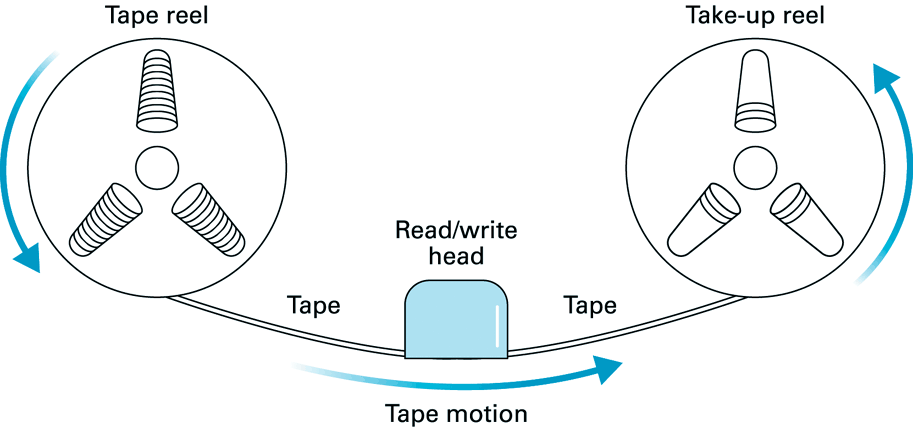 Tape reel
Take-up reel
Read/write
head
Tape
Tape
Tape motion